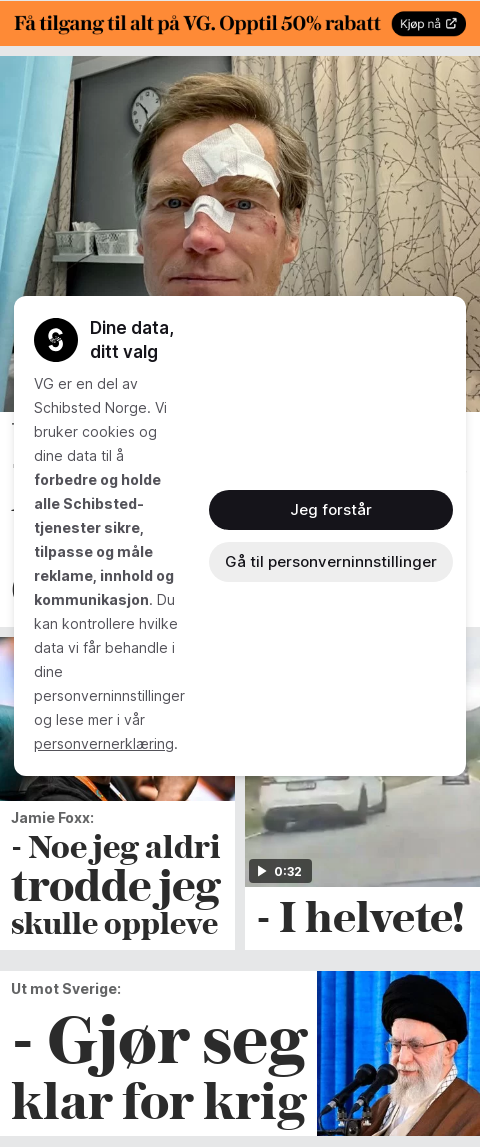 Få tilgang til alt på VG. Opptil 50% rabatt
Kjøp nå
Dine data,
ditt valg
VG er en del av
Schibsted Norge. Vi
bruker cookies og
dine data til å
forbedre og holde
alle Schibsted-
tjenester sikre,
tilpasse og måle
reklame, innhold og
kommunikasjon. Du
kan kontrollere hvilke
data vi får behandle i
dine
personverninnstillinger
og lese mer i vår
personvernerklæring.
Jeg forstår
Gå til personverninnstillinger
Jamie Foxx:
- Noe jeg aldri
trodde jeg
skulle oppleve
0:32
- I helvete!
Ut mot Sverige:
- Gjør seg
klar for krig